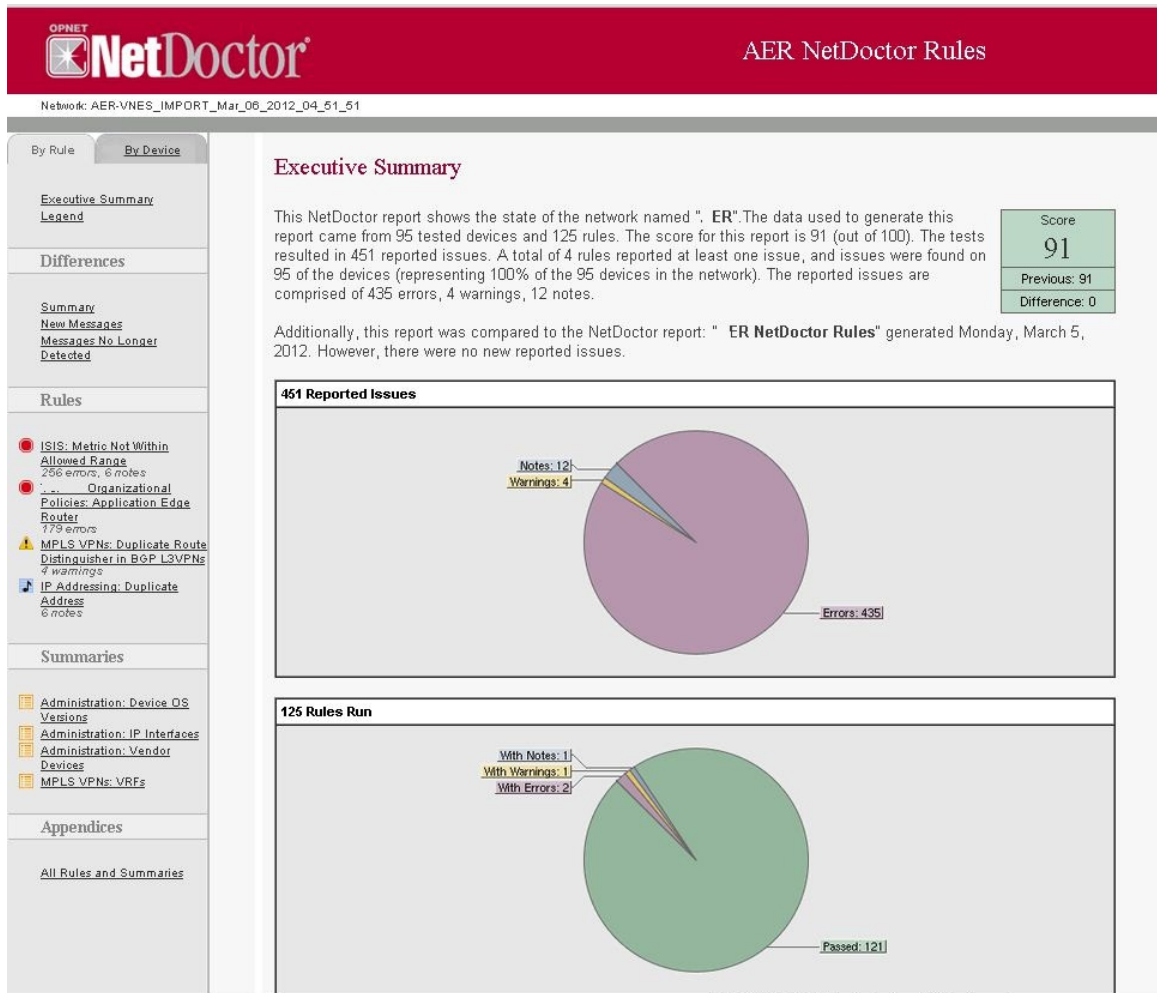 OPNET
NetDoctor
AER NetDoctor Rules
Network: AER-VNES_IMPORT_Mar_06_2012_04_51_51
By Rule
By Device
Executive Summary
Legend
Differences
Summary
New Messages
Messages No Longer
Detected
Rules
ISIS: Metric Not Within
Allowed Range
256 errors, 6 notes
Organizational
Policies: Application Edge
Router
179 errors
MPLS VPNs: Duplicate Route
Distinguisher in BGP L3VPNs
4 warnings
IP Addressing: Duplicate
Address
6 notes
Summaries
Administration: Device OS
Versions
Administration: IP Interfaces
Administration: Vendor
Devices
MPLS VPNs: VRFs
Appendices
All Rules and Summaries
Executive Summary
This NetDoctor report shows the state of the network named ". ER".The data used to generate this
report came from 95 tested devices and 125 rules. The score for this report is 91 (out of 100). The tests
resulted in 451 reported issues. A total of 4 rules reported at least one issue, and issues were found on
95 of the devices (representing 100% of the 95 devices in the network). The reported issues are
comprised of 435 errors, 4 warnings, 12 notes.
Score
91
Previous: 91
Difference: 0
Additionally, this report was compared to the NetDoctor report: " ER NetDoctor Rules" generated Monday, March 5,
2012. However, there were no new reported issues.
451 Reported Issues
Notes: 12
Warnings: 4
Errors: 435
125 Rules Run
With Notes: 1
With Warnings: 1
With Errors: 2
Passed: 121